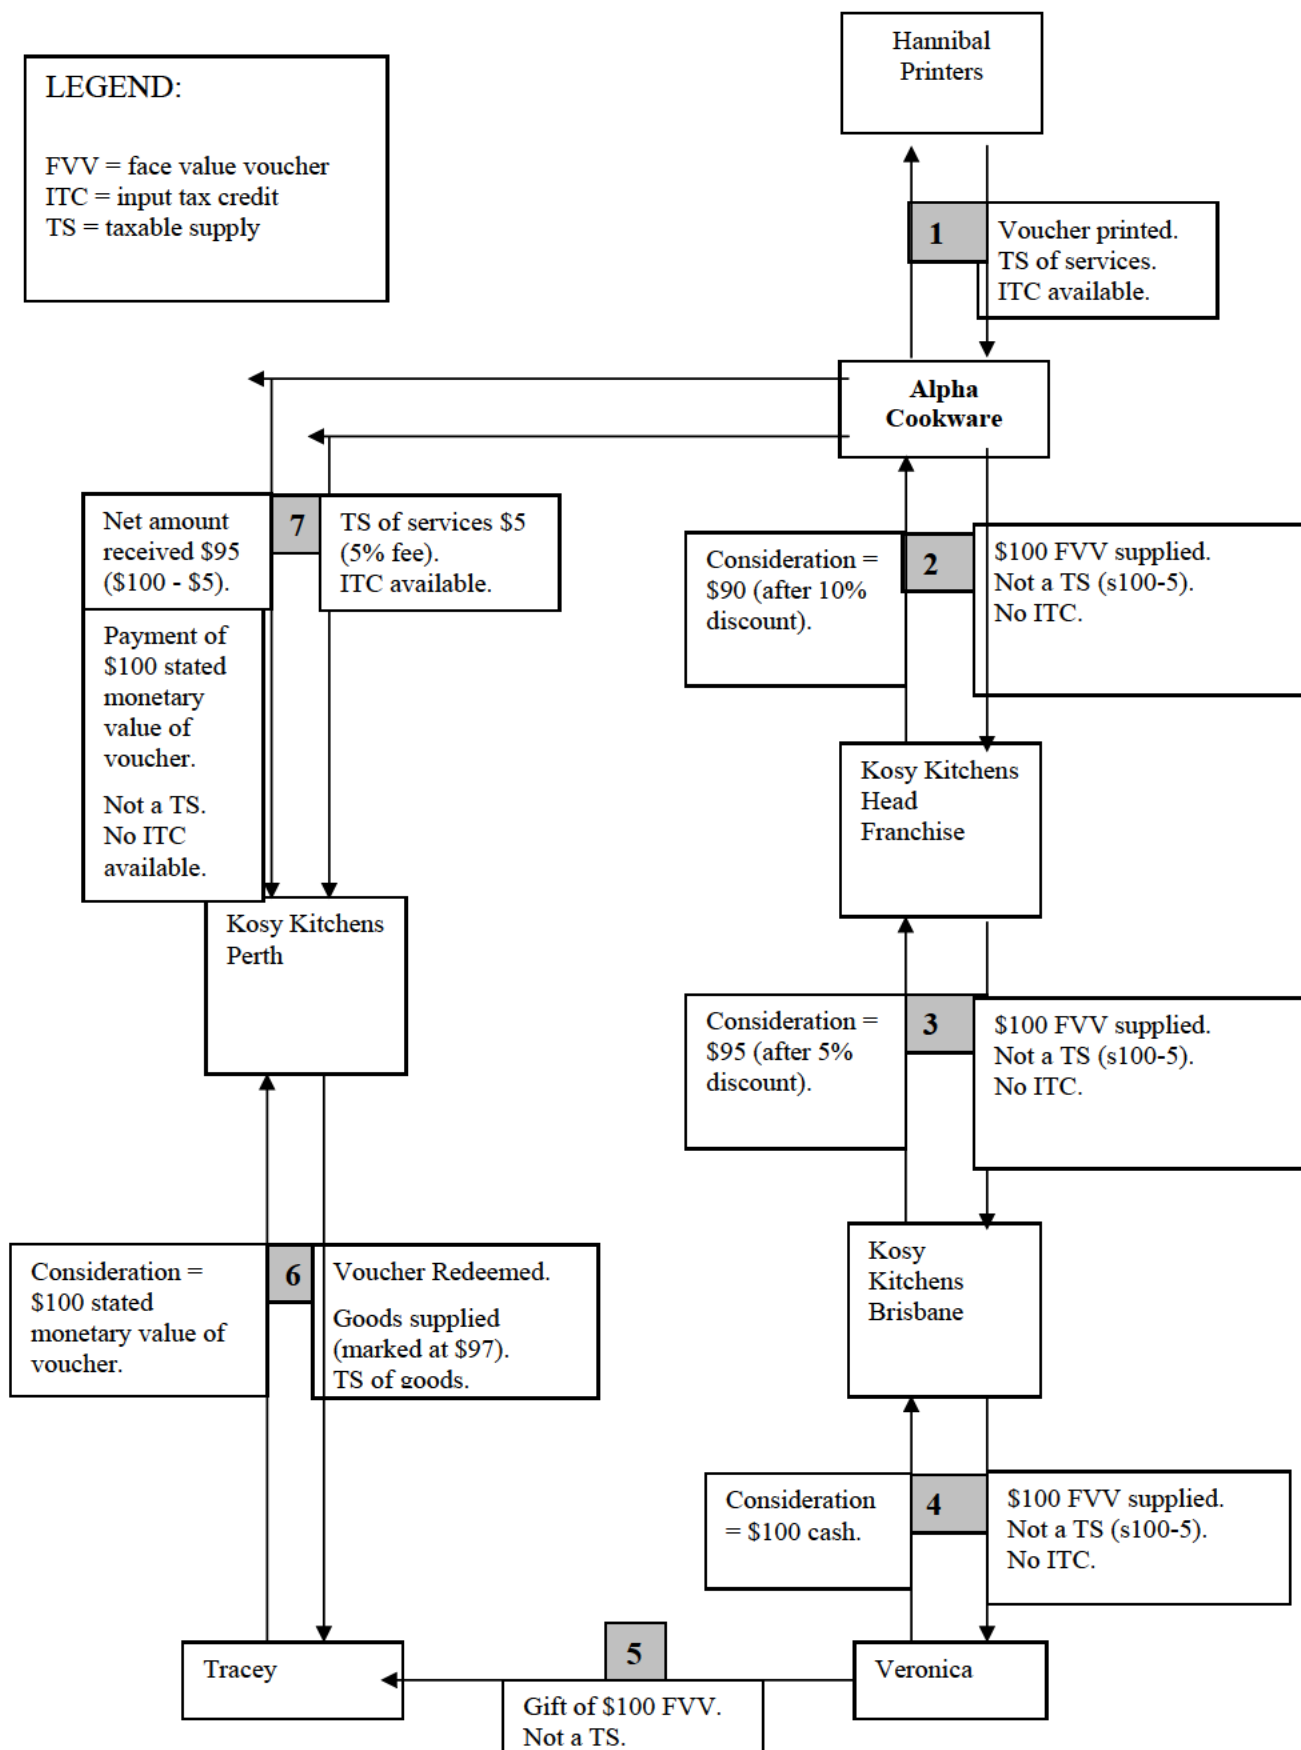 Hannibal
Printers
LEGEND:
FVV = face value voucher
ITC = input tax credit
TS = taxable supply
1
Voucher printed.
TS of services.
ITC available.
Alpha
Cookware
Net amount
received $95
($100 - $5).
7
TS of services $5
(5% fee).
ITC available.
Payment of
$100 stated
monetary
value of
voucher.
Not a TS.
No ITC
available.
Consideration =
$90 (after 10%
discount).
2
$100 FVV supplied.
Not a TS (s100-5).
No ITC.
Kosy Kitchens
Head
Franchise
Kosy Kitchens
Perth
Consideration =
$95 (after 5%
discount).
3
$100 FVV supplied.
Not a TS (s100-5).
No ITC.
Kosy
Kitchens
Brisbane
Consideration =
$100 stated
monetary value of
voucher.
6
Voucher Redeemed.
Goods supplied
(marked at $97).
TS of goods.
Consideration
= $100 cash.
4
$100 FVV supplied.
Not a TS (s100-5).
No ITC.
Tracey
5
Gift of $100 FVV.
Not a TS.
Veronica